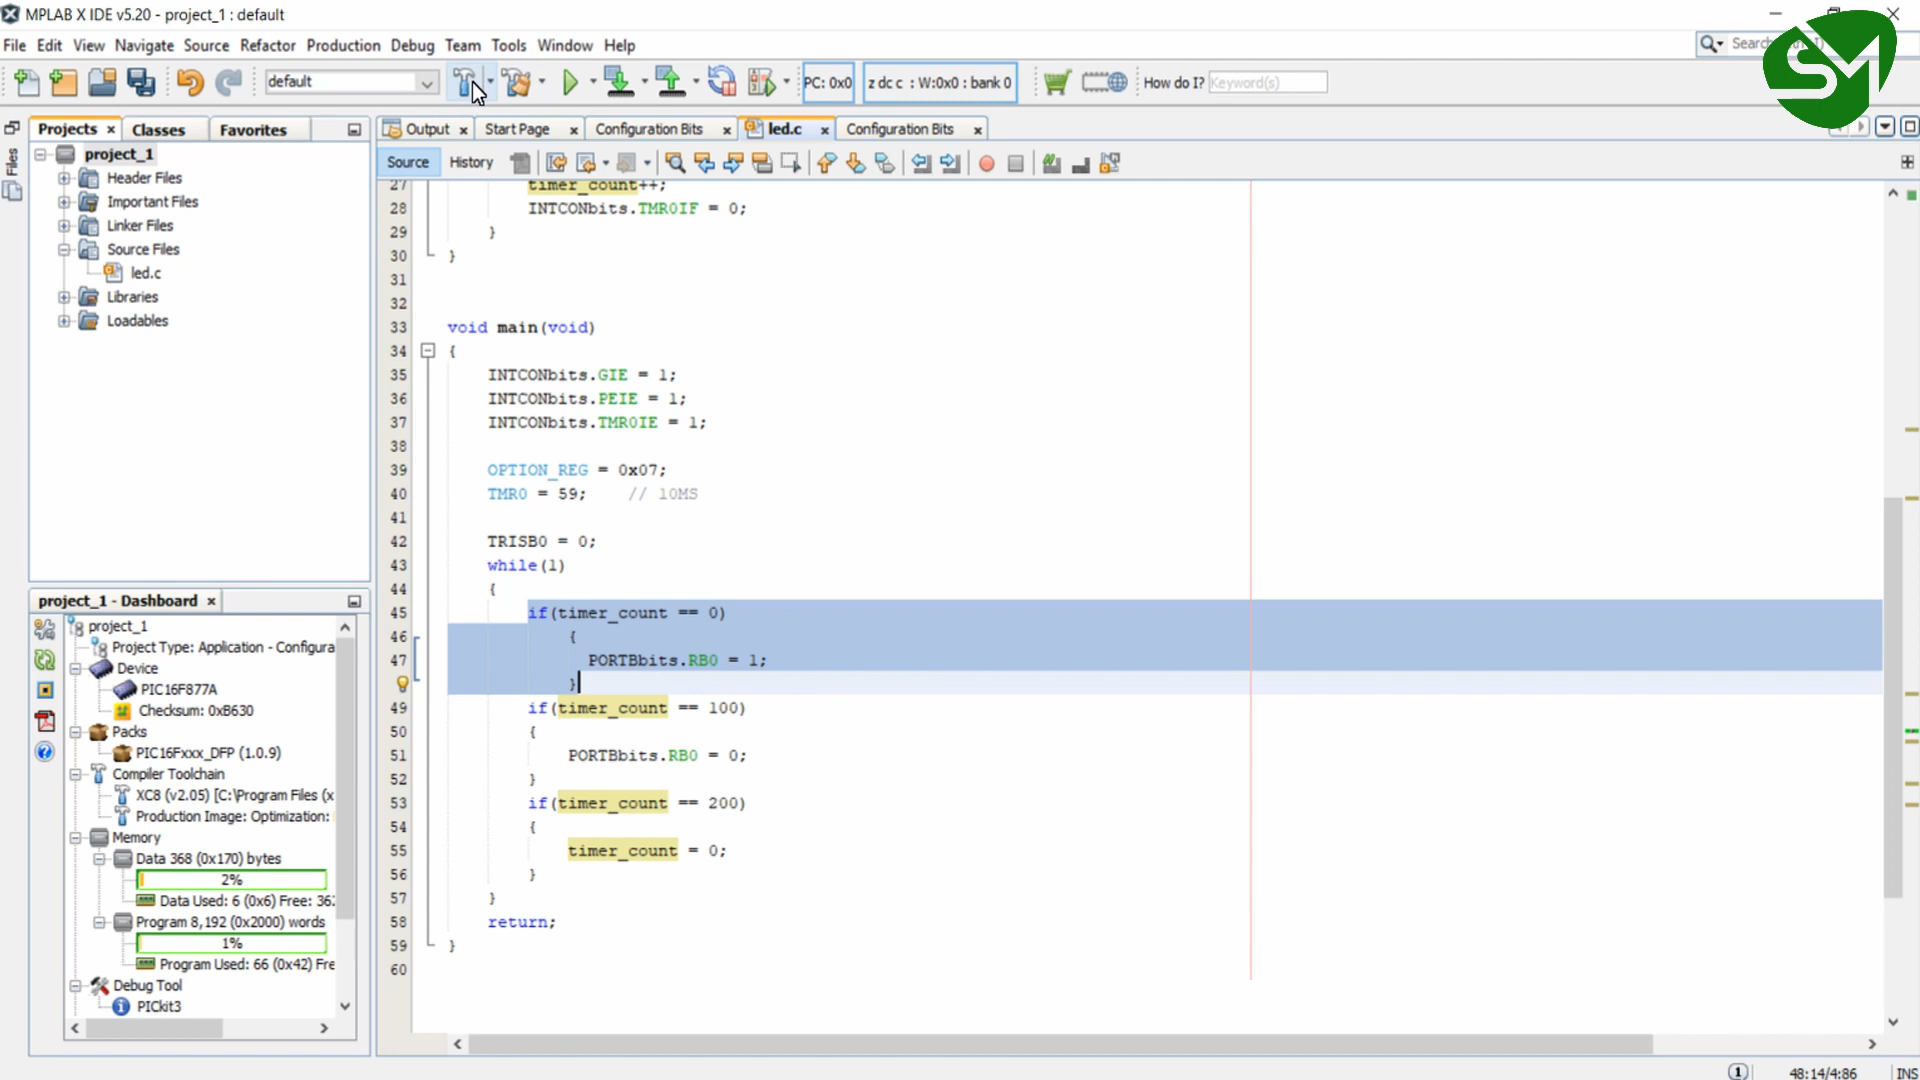 MPLAB X IDE v5.20 - project_1 : default
File Edit View Navigate Source Refactor Production Debug Team Tools Window Help
Search
SM
default
PC: 0x0
z dc c : W:0x0 : bank 0
How do I? Keyword(s)
Files
Projects Classes Favorites
Output Start Page Configuration Bits led.c Configuration Bits
project_1
Header Files
Important Files
Linker Files
Source Files
led.c
Libraries
Loadables
Source History
27 timer_count++;
28 INTCONbits.TMR0IF = 0;
29 }
30 }
31
32
33 void main(void)
34 {
35 INTCONbits.GIE = 1;
36 INTCONbits.PEIE = 1;
37 INTCONbits.TMR0IE = 1;
38
39 OPTION_REG = 0x07;
40 TMR0 = 59; // 10MS
41
42 TRISB0 = 0;
43 while(1)
44 {
45 if(timer_count == 0)
46 {
47 PORTBbits.RB0 = 1;
}
49 if(timer_count == 100)
50 {
51 PORTBbits.RB0 = 0;
52 }
53 if(timer_count == 200)
54 {
55 timer_count = 0;
56 }
57 }
58 return;
59 }
60
project_1 - Dashboard
project_1
Project Type: Application - Configura
Device
PIC16F877A
Checksum: 0xB630
Packs
PIC16Fxxx_DFP (1.0.9)
Compiler Toolchain
XC8 (v2.05) [C:\Program Files (x
Production Image: Optimization:
Memory
Data 368 (0x170) bytes
2%
Data Used: 6 (0x6) Free: 36
Program 8,192 (0x2000) words
1%
Program Used: 66 (0x42) Fre
Debug Tool
PICkit3
1 48:14/4:86 INS